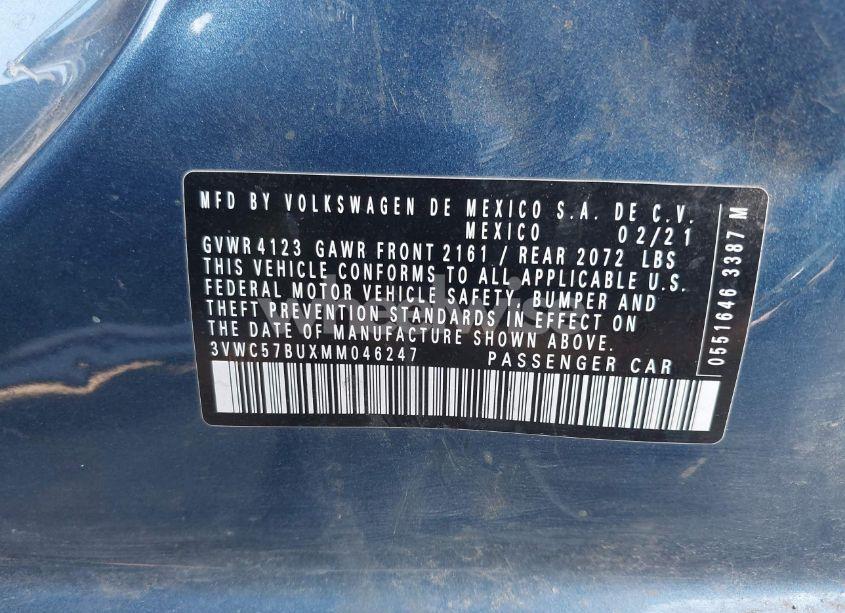 MFD BY VOLKSWAGEN DE MEXICO S.A. DE C.V.
MEXICO 02/21
GVWR 4123 GAWR FRONT 2161 / REAR 2072 LBS
THIS VEHICLE CONFORMS TO ALL APPLICABLE U.S.
FEDERAL MOTOR VEHICLE SAFETY, BUMPER AND
THEFT PREVENTION STANDARDS IN EFFECT ON
THE DATE OF MANUFACTURE SHOWN ABOVE.
3VWC57BUXMM046247 PASSENGER CAR
0551646 3387 M